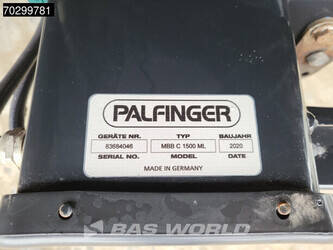 70299781
PALFINGER
GERÄTE NR. TYP BAUJAHR
83684046 MBB C 1500 ML 2020
SERIAL NO. MODEL DATE
MADE IN GERMANY
BAS WORLD